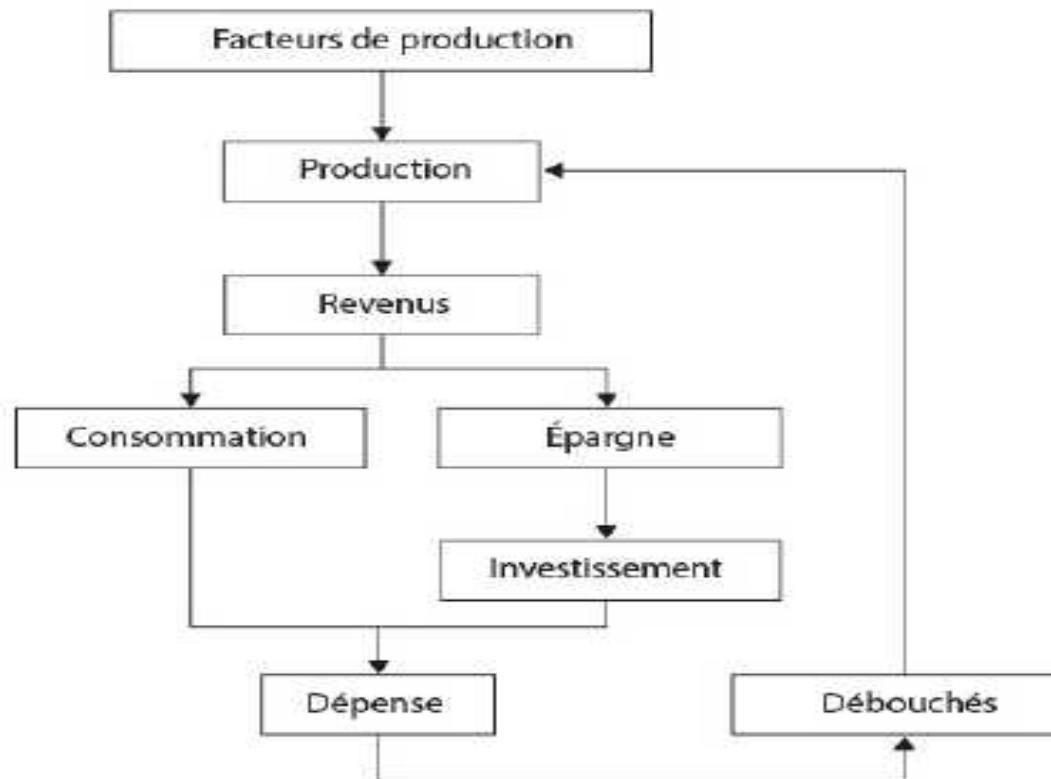 Facteurs de production
Production
Revenus
Consommation
Épargne
Investissement
Dépense
Débouchés